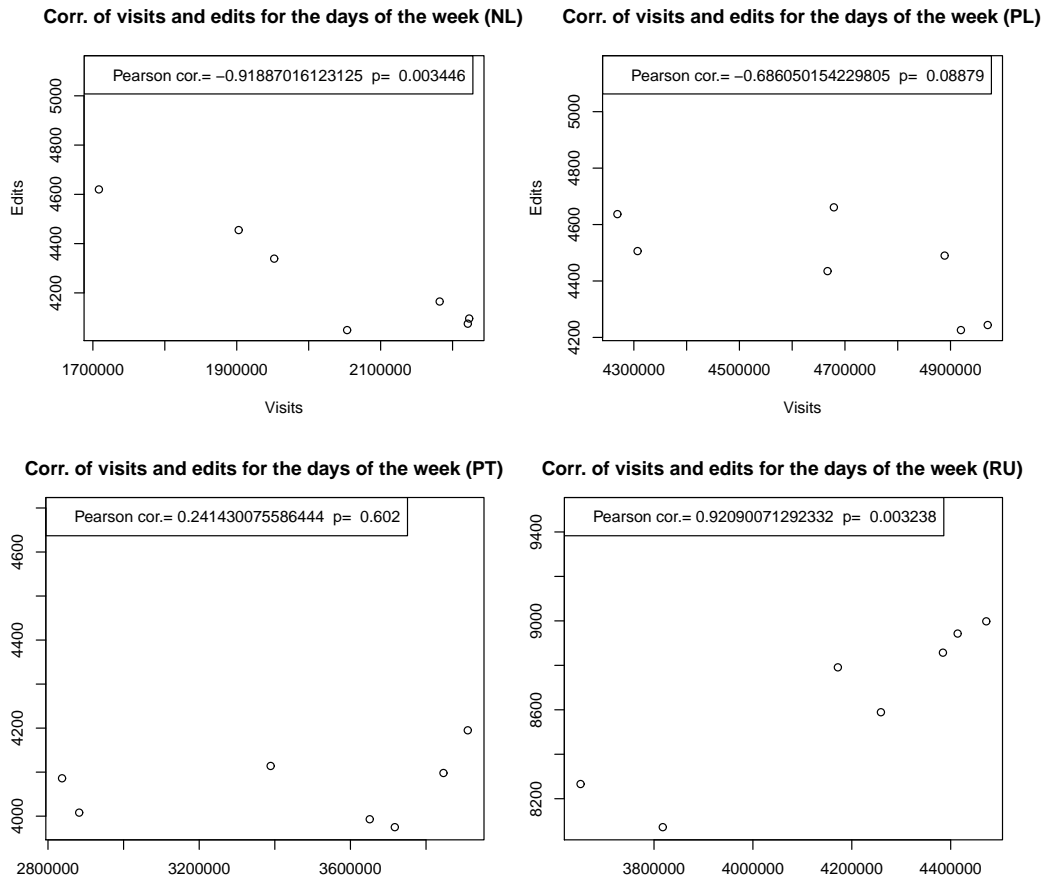 Corr. of visits and edits for the days of the week (NL)
Pearson cor.= −0.91887016123125 p= 0.003446
Edits
5000
4800
4600
4400
4200
1700000 1900000 2100000
Visits
Corr. of visits and edits for the days of the week (PL)
Pearson cor.= −0.686050154229805 p= 0.08879
Edits
5000
4800
4600
4400
4200
4300000 4500000 4700000 4900000
Visits
Corr. of visits and edits for the days of the week (PT)
Pearson cor.= 0.241430075586444 p= 0.602
4600
4400
4200
4000
2800000 3200000 3600000
Corr. of visits and edits for the days of the week (RU)
Pearson cor.= 0.92090071292332 p= 0.003238
9400
9000
8600
8200
3800000 4000000 4200000 4400000